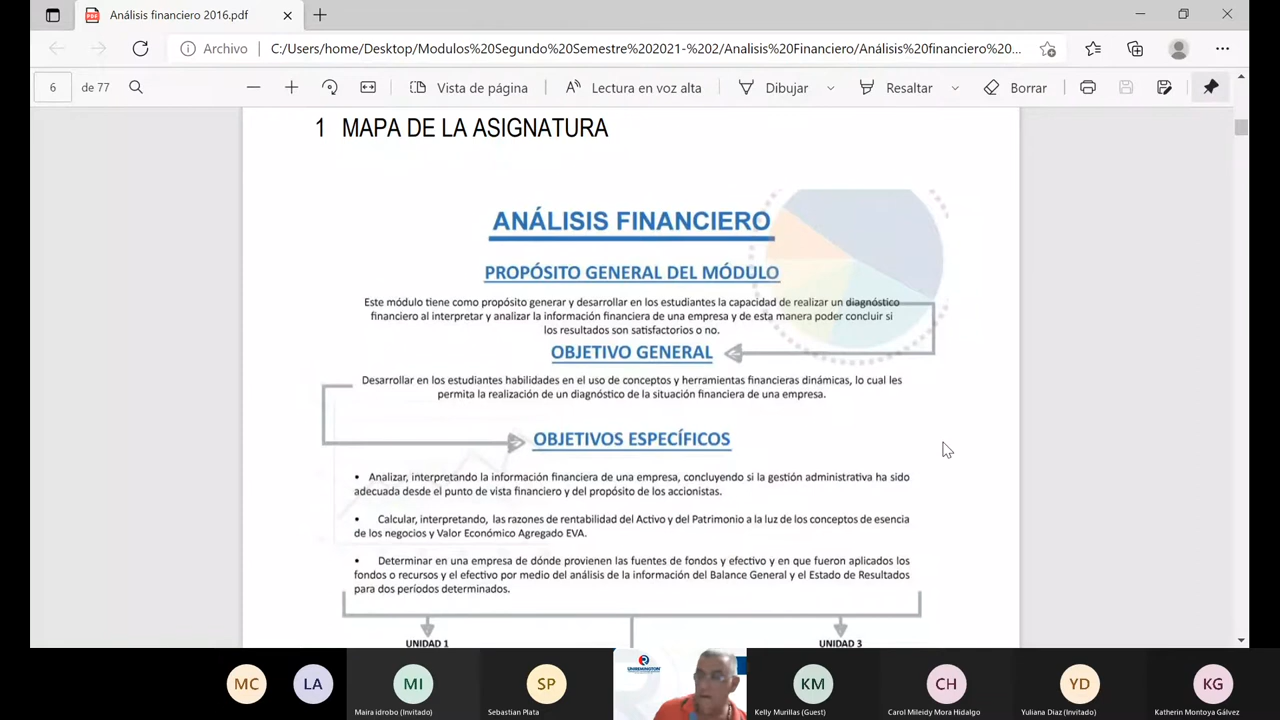 Análisis financiero 2016.pdf
Archivo
C:/Users/home/Desktop/Modulos%20Segundo%20Semestre%202021-%202/Analisis%20Financiero/Análisis%20financiero%20...
6
de 77
Vista de página
Lectura en voz alta
Dibujar
Resaltar
Borrar
1 MAPA DE LA ASIGNATURA
ANÁLISIS FINANCIERO
PROPÓSITO GENERAL DEL MÓDULO
Este módulo tiene como propósito generar y desarrollar en los estudiantes la capacidad de realizar un diagnóstico
financiero al interpretar y analizar la información financiera de una empresa y de esta manera poder concluir si
los resultados son satisfactorios o no.
OBJETIVO GENERAL
Desarrollar en los estudiantes habilidades en el uso de conceptos y herramientas financieras dinámicas, lo cual les
permita la realización de un diagnóstico de la situación financiera de una empresa.
OBJETIVOS ESPECÍFICOS
• Analizar, interpretando la información financiera de una empresa, concluyendo si la gestión administrativa ha sido
adecuada desde el punto de vista financiero y del propósito de los accionistas.
• Calcular, interpretando, las razones de rentabilidad del Activo y del Patrimonio a la luz de los conceptos de esencia
de los negocios y Valor Económico Agregado EVA.
• Determinar en una empresa de dónde provienen las fuentes de fondos y efectivo y en que fueron aplicados los
fondos o recursos y el efectivo por medio del análisis de la información del Balance General y el Estado de Resultados
para dos períodos determinados.
UNIDAD 1
UNIDAD 3
MC
LA
MI
Maira idrobo (Invitado)
SP
Sebastian Plata
UNIREMINGTON
KM
Kelly Murillas (Guest)
CH
Carol Mileidy Mora Hidalgo
YD
Yuliana Diaz (Invitado)
KG
Katherin Montoya Gálvez